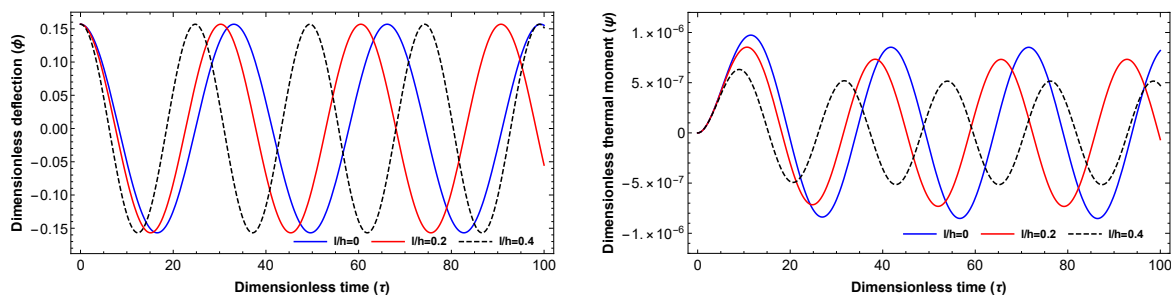 Dimensionless deflection (ϕ)
0.15
0.10
0.05
0.00
−0.05
−0.10
−0.15
l/h=0 l/h=0.2 l/h=0.4
0 20 40 60 80 100
Dimensionless time (τ)
Dimensionless thermal moment (ψ)
1.×10⁻⁶
5.×10⁻⁷
0
−5.×10⁻⁷
−1.×10⁻⁶
l/h=0 l/h=0.2 l/h=0.4
0 20 40 60 80 100
Dimensionless time (τ)